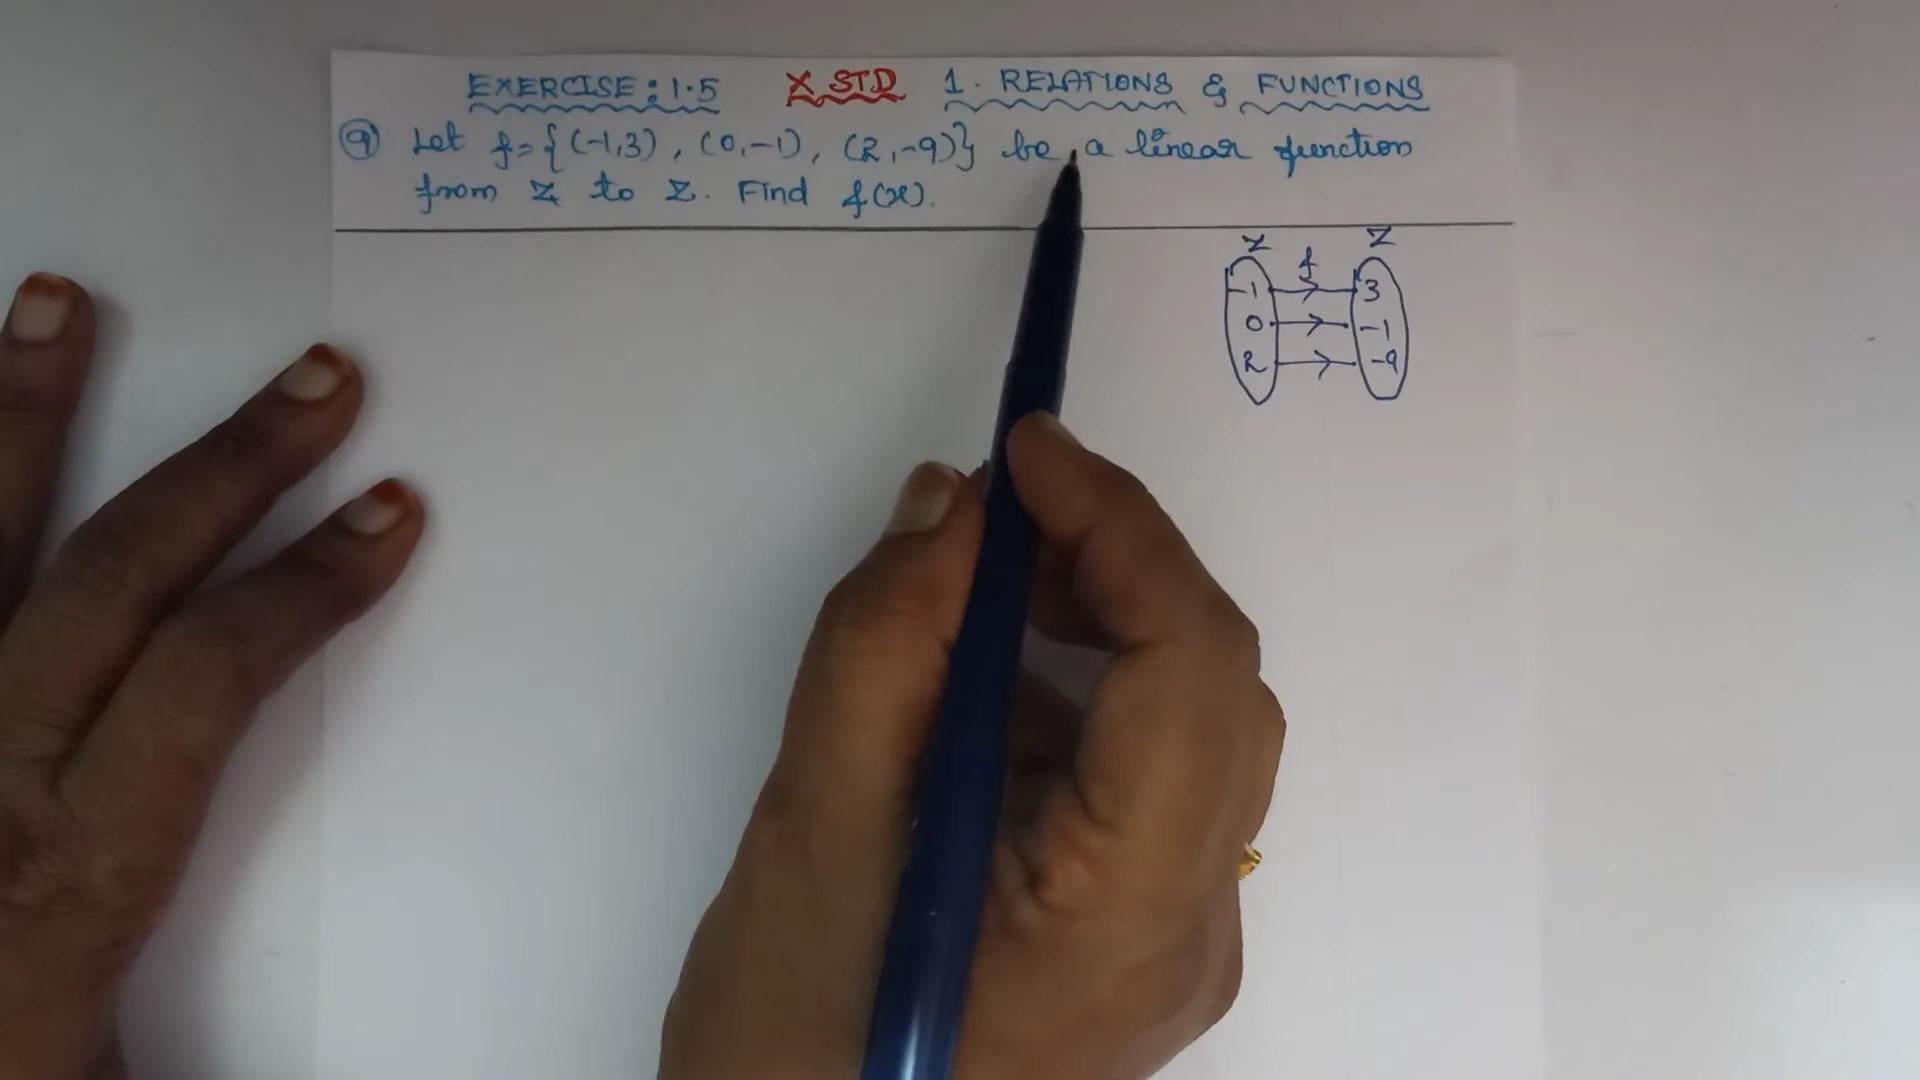 EXERCISE: 1.5 X STD 1. RELATIONS & FUNCTIONS
9 Let f={(-1,3), (0,-1), (2,-9)} be a linear function
from Z to Z. Find f(x).
Z f Z
-1 3
0 -1
2 -9